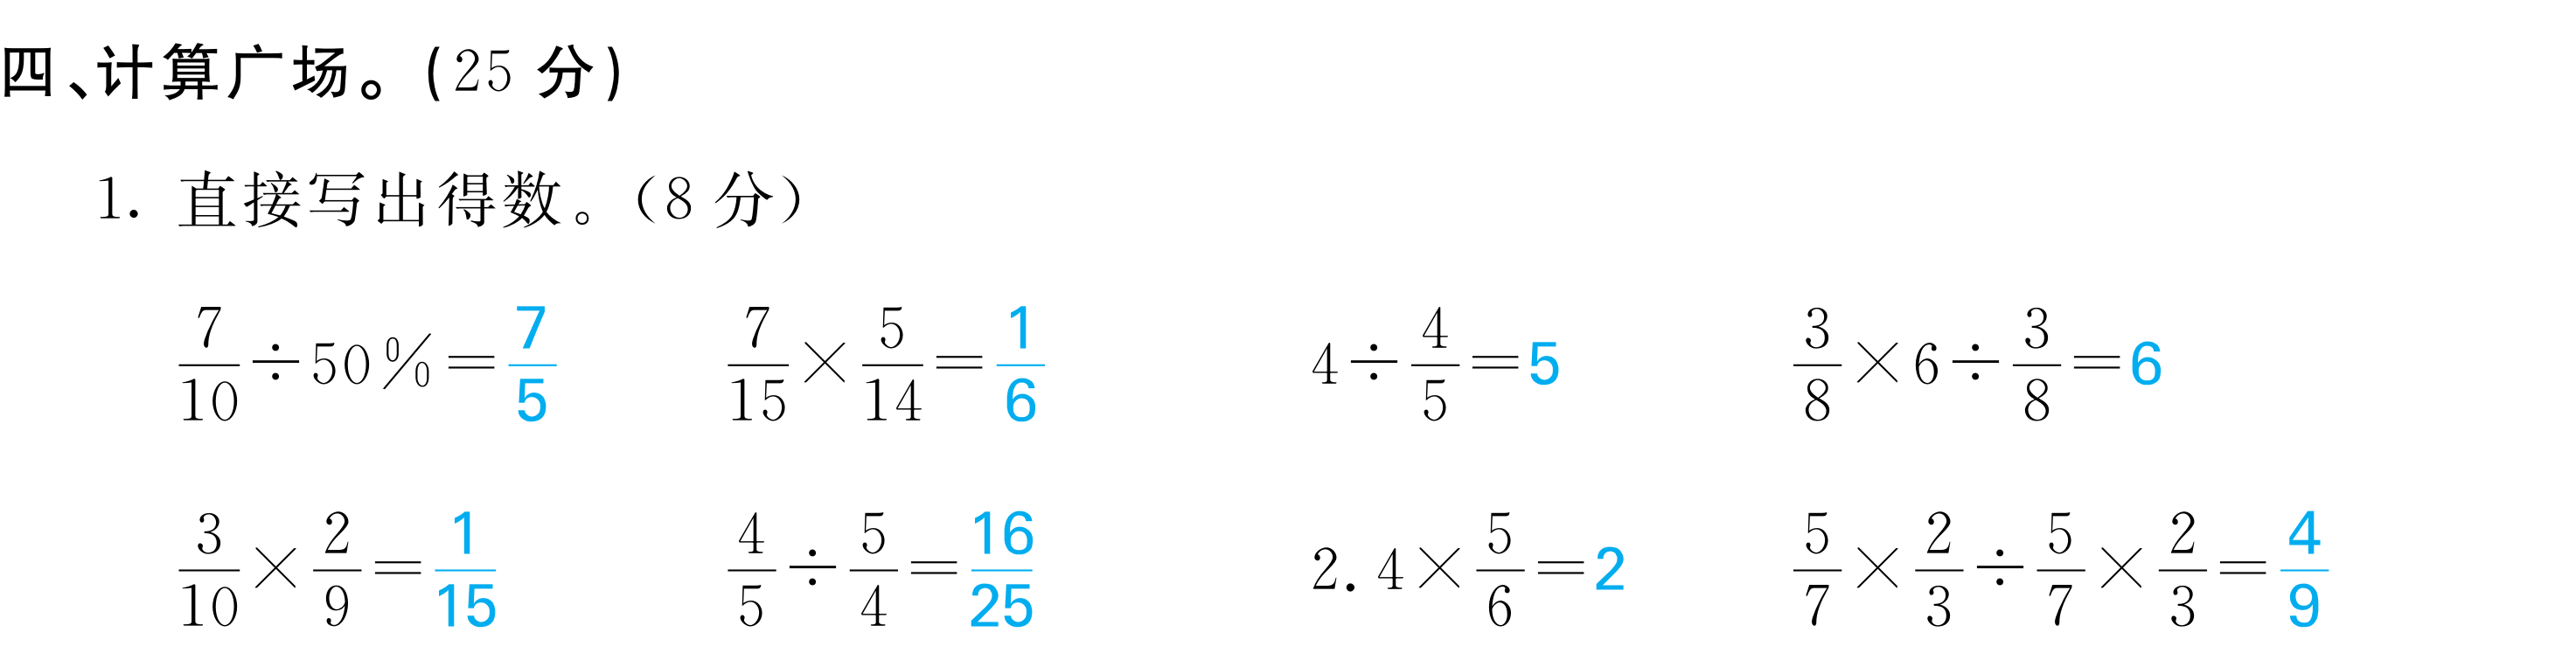 四、计算广场。(25 分)
1. 直接写出得数。(8 分)
7/10÷50%=7/5 7/15×5/14=1/6 4÷4/5=5 3/8×6÷3/8=6
3/10×2/9=1/15 4/5÷5/4=16/25 2.4×5/6=2 5/7×2/3÷5/7×2/3=4/9